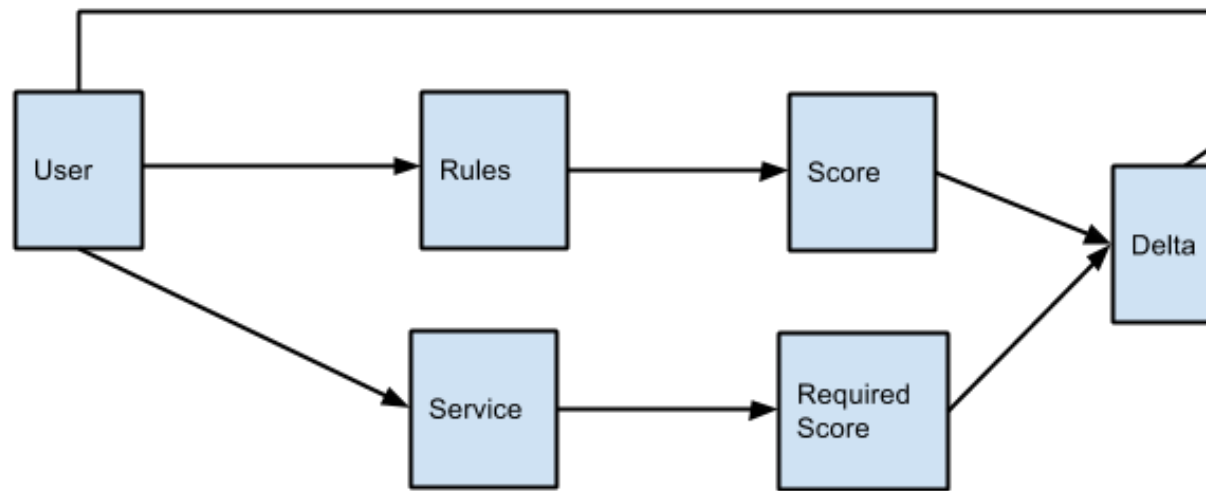 User
Rules
Score
Delta
Service
Required
Score